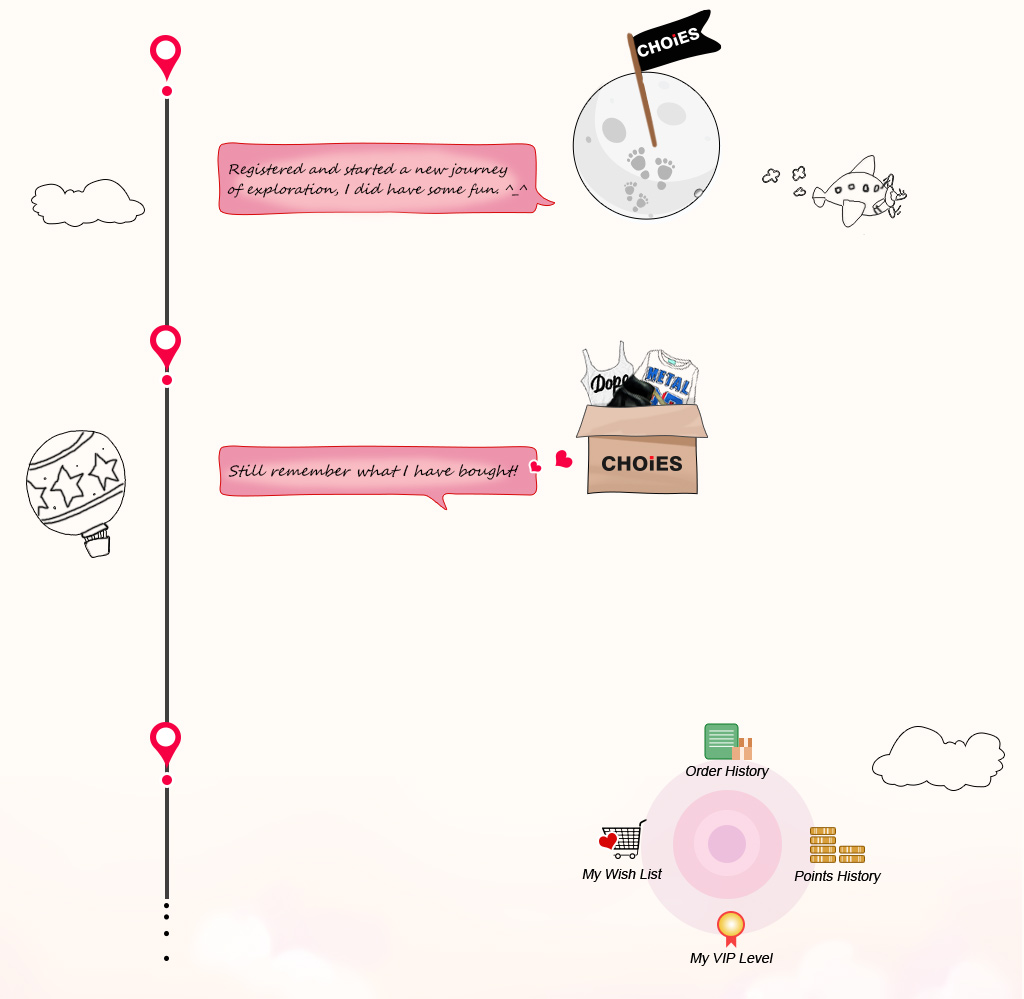 CHOiES
Registered and started a new journey
of exploration, I did have some fun. ^_^
Dope
METAL
Still remember what I have bought!
CHOiES
Order History
My Wish List
Points History
My VIP Level